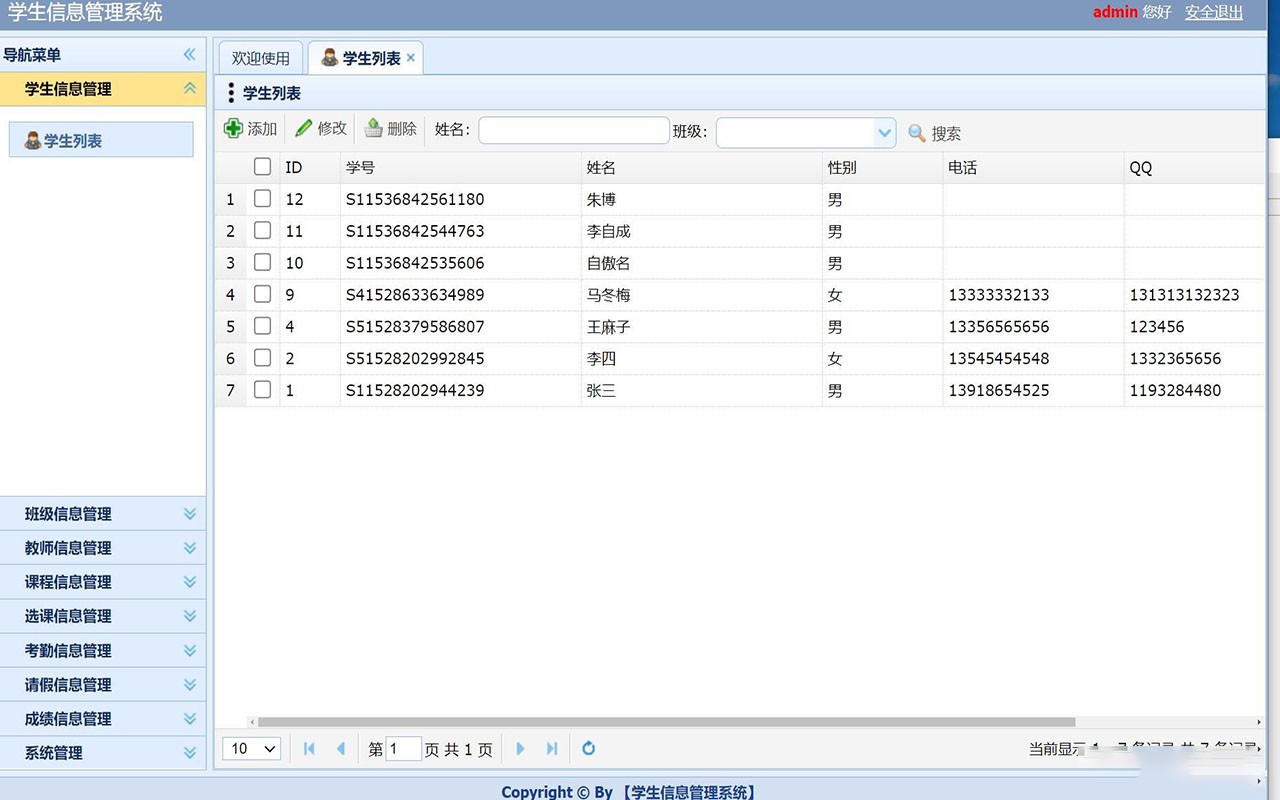 学生信息管理系统
admin 您好 安全退出
导航菜单
欢迎使用
学生列表
学生信息管理
学生列表
学生列表
添加 修改 删除 姓名: 班级: 搜索
ID 学号 姓名 性别 电话 QQ
1 12 S11536842561180 朱博 男
2 11 S11536842544763 李自成 男
3 10 S11536842535606 自傲名 男
4 9 S41528633634989 马冬梅 女 13333332133 131313132323
5 4 S51528379586807 王麻子 男 13356565656 123456
6 2 S51528202992845 李四 女 13545454548 1332365656
7 1 S11528202944239 张三 男 13918654525 1193284480
班级信息管理
教师信息管理
课程信息管理
选课信息管理
考勤信息管理
请假信息管理
成绩信息管理
系统管理
10 第 1 页 共 1 页
当前显示
Copyright © By 【学生信息管理系统】